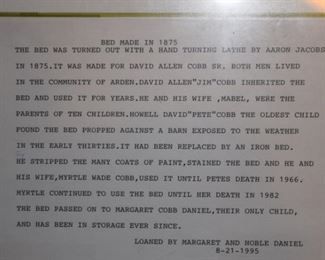 BED MADE IN 1875
THE BED WAS TURNED OUT WITH A HAND TURNING LATHE BY AARON JACOBS
IN 1875.IT WAS MADE FOR DAVID ALLEN COBB SR. BOTH MEN LIVED
IN THE COMMUNITY OF ARDEN.DAVID ALLEN"JIM"COBB INHERITED THE
BED AND USED IT FOR YEARS.HE AND HIS WIFE ,MABEL, WERE THE
PARENTS OF TEN CHILDREN.HOWELL DAVID"PETE"COBB THE OLDEST CHILD
FOUND THE BED PROPPED AGAINST A BARN EXPOSED TO THE WEATHER
IN THE EARLY THIRTIES.IT HAD BEEN REPLACED BY AN IRON BED.
HE STRIPPED THE MANY COATS OF PAINT,STAINED THE BED AND HE AND
HIS WIFE,MYRTLE WADE COBB,USED IT UNTIL PETES DEATH IN 1966.
MYRTLE CONTINUED TO USE THE BED UNTIL HER DEATH IN 1982
THE BED PASSED ON TO MARGARET COBB DANIEL,THEIR ONLY CHILD,
AND HAS BEEN IN STORAGE EVER SINCE.
LOANED BY MARGARET AND NOBLE DANIEL
8-21-1995